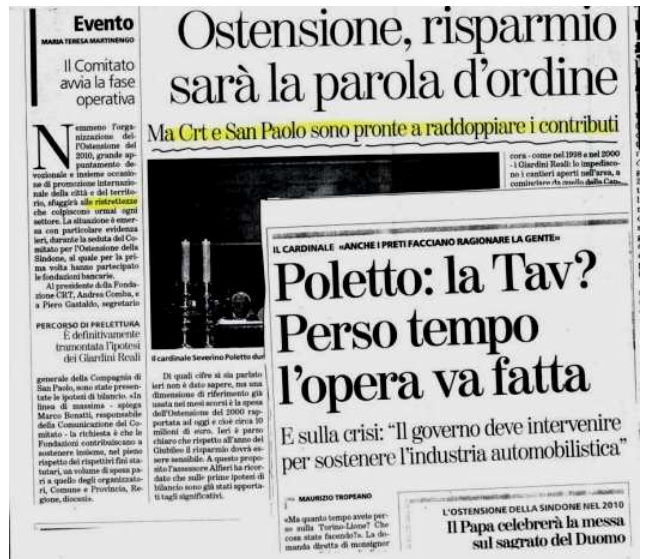 Evento
MARIA TERESA MARTINENGO
Il Comitato
avvia la fase
operativa
Ostensione, risparmio
sarà la parola d'ordine
Ma Crt e San Paolo sono pronte a raddoppiare i contributi
Nemmeno l'orga-
nizzazione del-
l'Ostensione del
2010, grande ap-
puntamento de-
vozionale e insieme occasio-
ne di promozione internazio-
nale della città e del territo-
rio, sfuggirà alle ristrettezze
che colpiscono ormai ogni
settore. La situazione è emer-
sa con particolare evidenza
ieri, durante la seduta del Co-
mitato per l'Ostensione della
Sindone, al quale per la pri-
ma volta hanno partecipato
le fondazioni bancarie.
Al presidente della Fonda-
zione CRT, Andrea Comba, e
a Piero Gastaldo, segretario
PERCORSO DI PRELETTURA
È definitivamente
tramontata l'ipotesi
dei Giardini Reali
generale della Compagnia di
San Paolo, sono state presen-
tate le ipotesi di bilancio. «In
linea di massima - spiega
Marco Bonatti, responsabile
della Comunicazione del Co-
mitato - la richiesta è che le
Fondazioni contribuiscano a
sostenere insieme, nel pieno
rispetto dei rispettivi fini sta-
tutari, un volume di spesa pa-
ri a quello degli organizzato-
ri, Comune e Provincia, Re-
gione, diocesi».
Il cardinale Severino Poletto
Di quali cifre si sia parlato
ieri non è dato sapere, ma una
dimensione di riferimento già
usata nei mesi scorsi è la spesa
dell'Ostensione del 2000 rap-
portata ad oggi e cioè circa 10
milioni di euro. Ieri è parso
chiaro che rispetto all'anno del
Giubileo il risparmio dovrà es-
sere sensibile. A questo propo-
sito l'assessore Alfieri ha ricor-
dato che sulle prime ipotesi di
bilancio sono già stati apporta-
ti tagli significativi.
cora - come nel 1998 e nel 2000
- i Giardini Reali: lo impedisco-
no i cantieri aperti nell'area, a
cominciare da quello della
IL CARDINALE «ANCHE I PRETI FACCIANO RAGIONARE LA GENTE»
Poletto: la Tav?
Perso tempo
l'opera va fatta
E sulla crisi: "Il governo deve intervenire
per sostenere l'industria automobilistica"
MAURIZIO TROPEANO
«Ma quanto tempo avete per-
so sulla Torino-Lione? Che
cosa state facendo?». La do-
manda diretta di monsignor
L'OSTENSIONE DELLA SINDONE NEL 2010
Il Papa celebrerà la messa
sul sagrato del Duomo